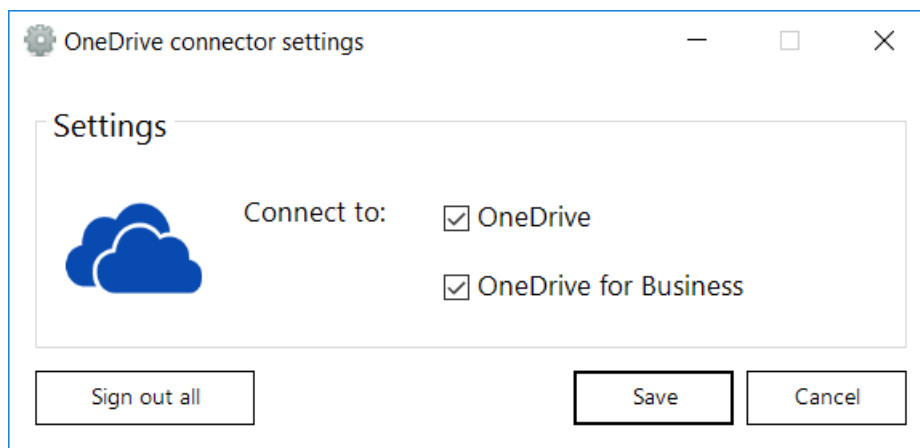 OneDrive connector settings
Settings
Connect to:
OneDrive
OneDrive for Business
Sign out all
Save
Cancel